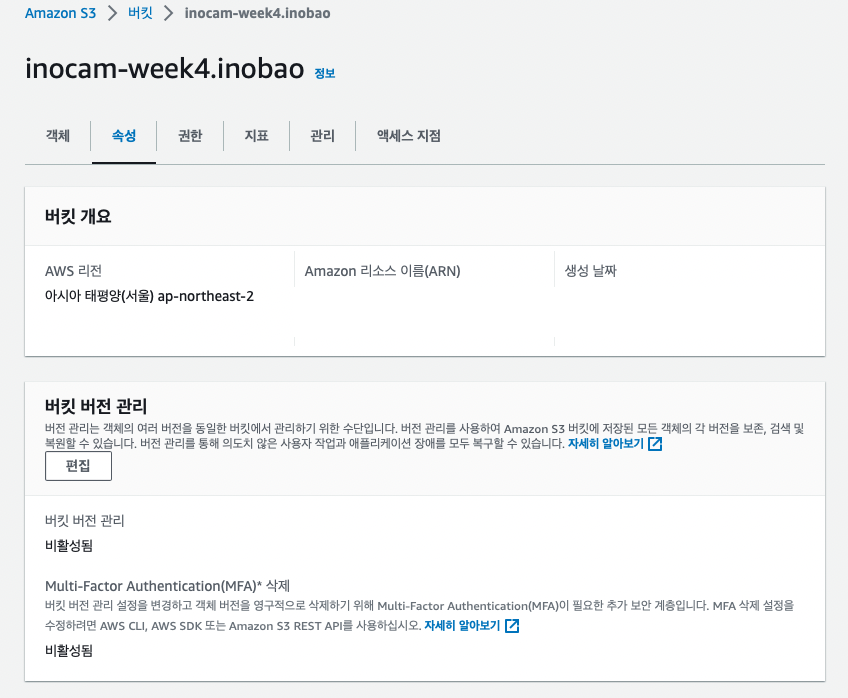 Amazon S3 > 버킷 > inocam-week4.inobao
inocam-week4.inobao 정보
객체 속성 권한 지표 관리 액세스 지점
버킷 개요
AWS 리전
아시아 태평양(서울) ap-northeast-2
Amazon 리소스 이름(ARN)
생성 날짜
버킷 버전 관리
버전 관리는 객체의 여러 버전을 동일한 버킷에서 관리하기 위한 수단입니다. 버전 관리를 사용하여 Amazon S3 버킷에 저장된 모든 객체의 각 버전을 보존, 검색 및
복원할 수 있습니다. 버전 관리를 통해 의도치 않은 사용자 작업과 애플리케이션 장애를 모두 복구할 수 있습니다. 자세히 알아보기
편집
버킷 버전 관리
비활성됨
Multi-Factor Authentication(MFA)* 삭제
버킷 버전 관리 설정을 변경하고 객체 버전을 영구적으로 삭제하기 위해 Multi-Factor Authentication(MFA)이 필요한 추가 보안 계층입니다. MFA 삭제 설정을
수정하려면 AWS CLI, AWS SDK 또는 Amazon S3 REST API를 사용하십시오. 자세히 알아보기
비활성됨